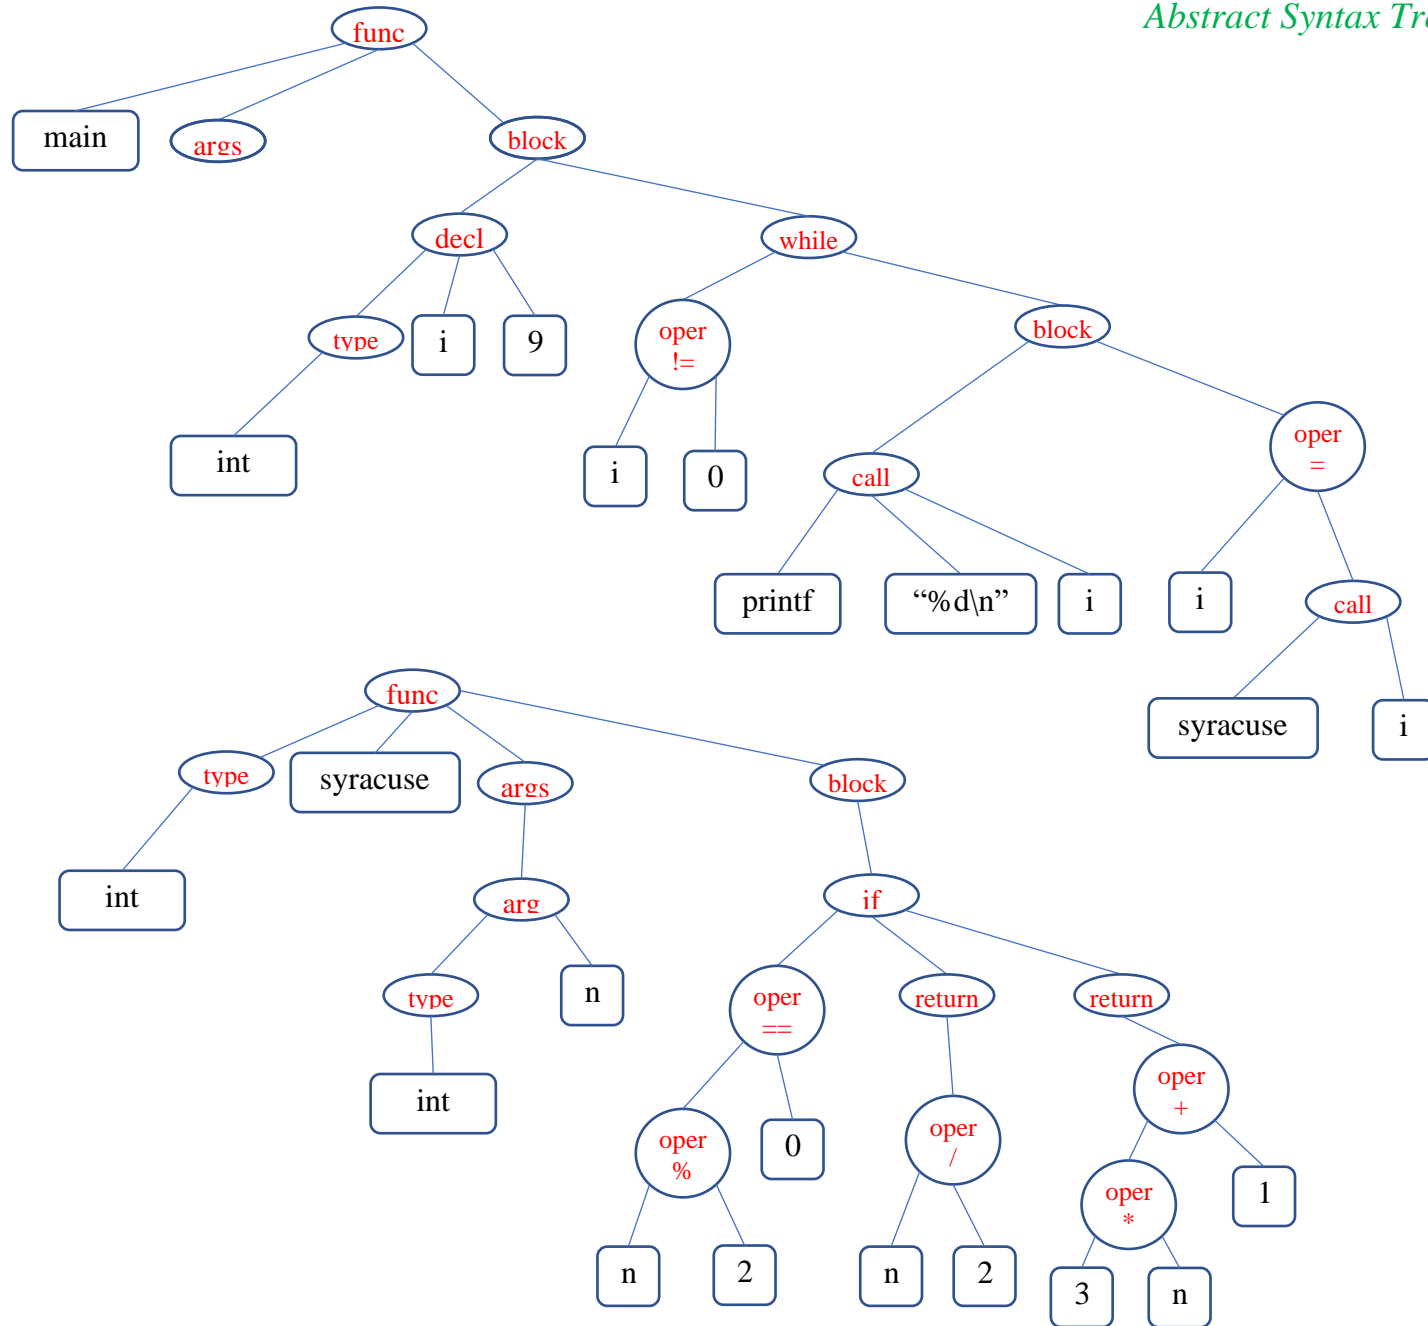 Abstract Syntax Tre
func
main
args
block
decl
while
type
i
9
oper
!=
block
int
i
0
call
oper
=
printf
“%d\n”
i
i
call
syracuse
i
func
type
syracuse
args
block
int
arg
if
type
n
oper
==
return
return
int
oper
%
0
oper
/
oper
+
n
2
n
2
oper
*
1
3
n